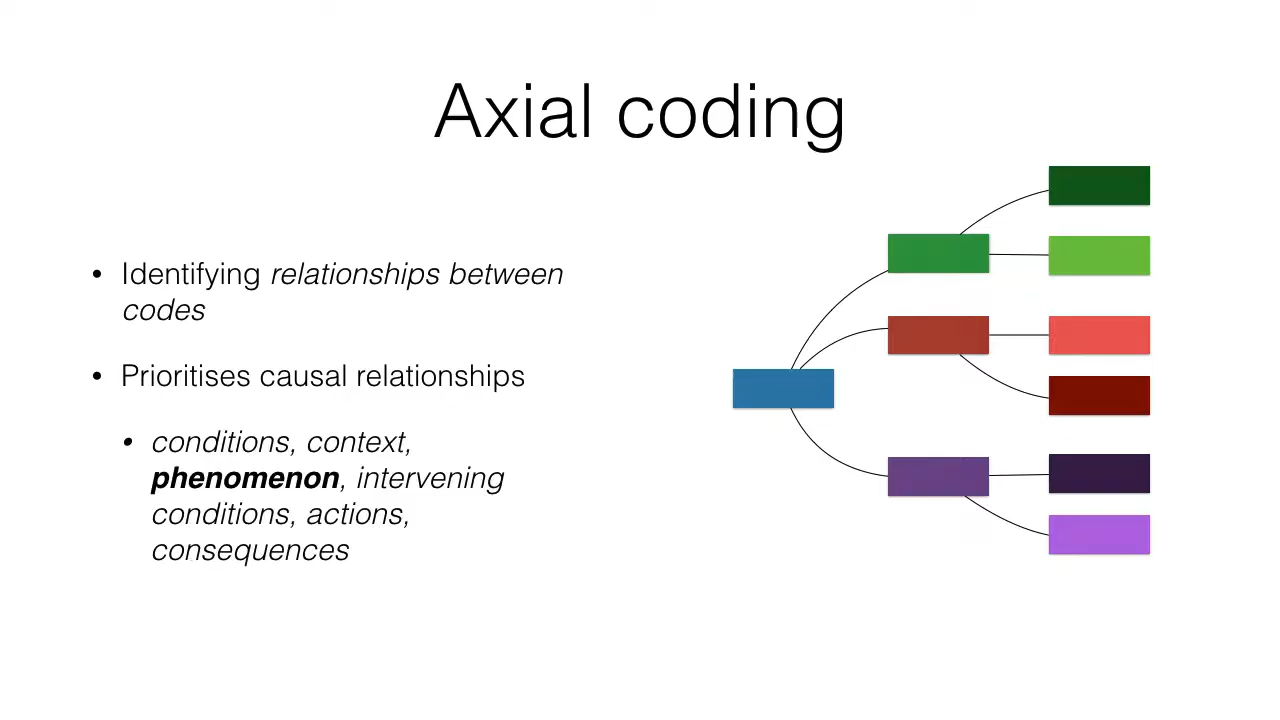 Axial coding
• Identifying relationships between
codes
• Prioritises causal relationships
• conditions, context,
phenomenon, intervening
conditions, actions,
consequences